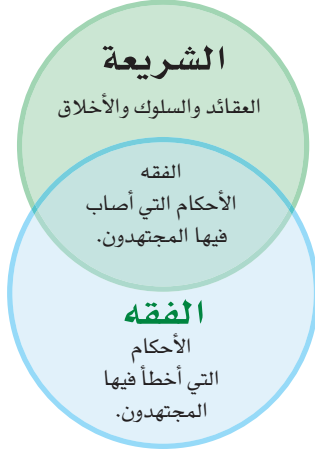 الشريعة
العقائد والسلوك والأخلاق
الفقه
الأحكام التي أصاب
فيها المجتهدون.
الفقه
الأحكام
التي أخطأ فيها
المجتهدون.